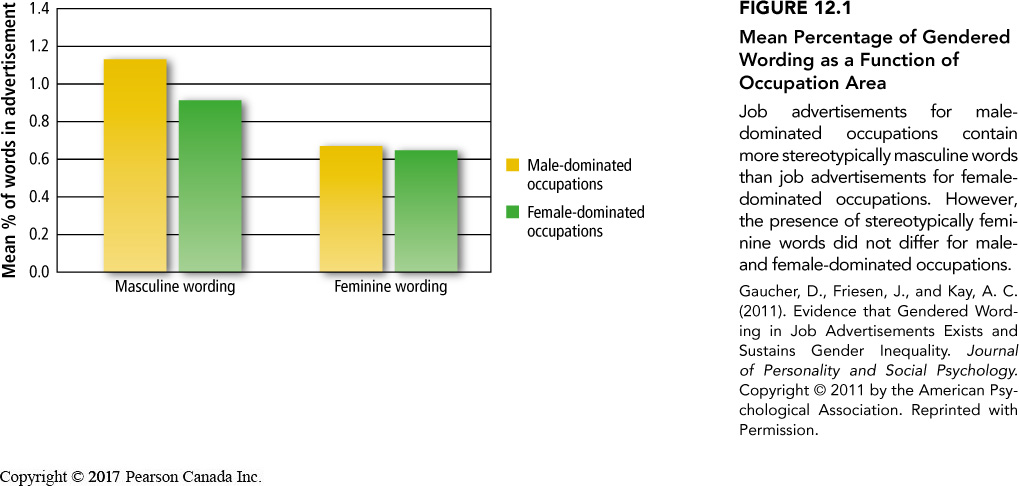 Mean % of words in advertisement
1.4
1.2
1.0
0.8
0.6
0.4
0.2
0.0
Masculine wording
Feminine wording
Male-dominated
occupations
Female-dominated
occupations
FIGURE 12.1
Mean Percentage of Gendered
Wording as a Function of
Occupation Area
Job advertisements for male-
dominated occupations contain
more stereotypically masculine words
than job advertisements for female-
dominated occupations. However,
the presence of stereotypically femi-
nine words did not differ for male-
and female-dominated occupations.
Gaucher, D., Friesen, J., and Kay, A. C.
(2011). Evidence that Gendered Word-
ing in Job Advertisements Exists and
Sustains Gender Inequality. Journal
of Personality and Social Psychology.
Copyright © 2011 by the American Psy-
chological Association. Reprinted with
Permission.
Copyright © 2017 Pearson Canada Inc.